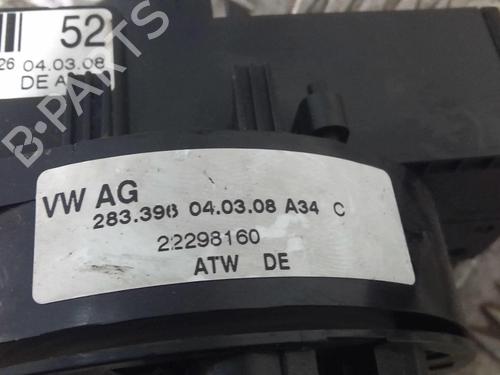 52
26 04.03.08
DE A
B-PARTS
VW AG
283.398 04.03.08 A34 C
22298160
ATW DE